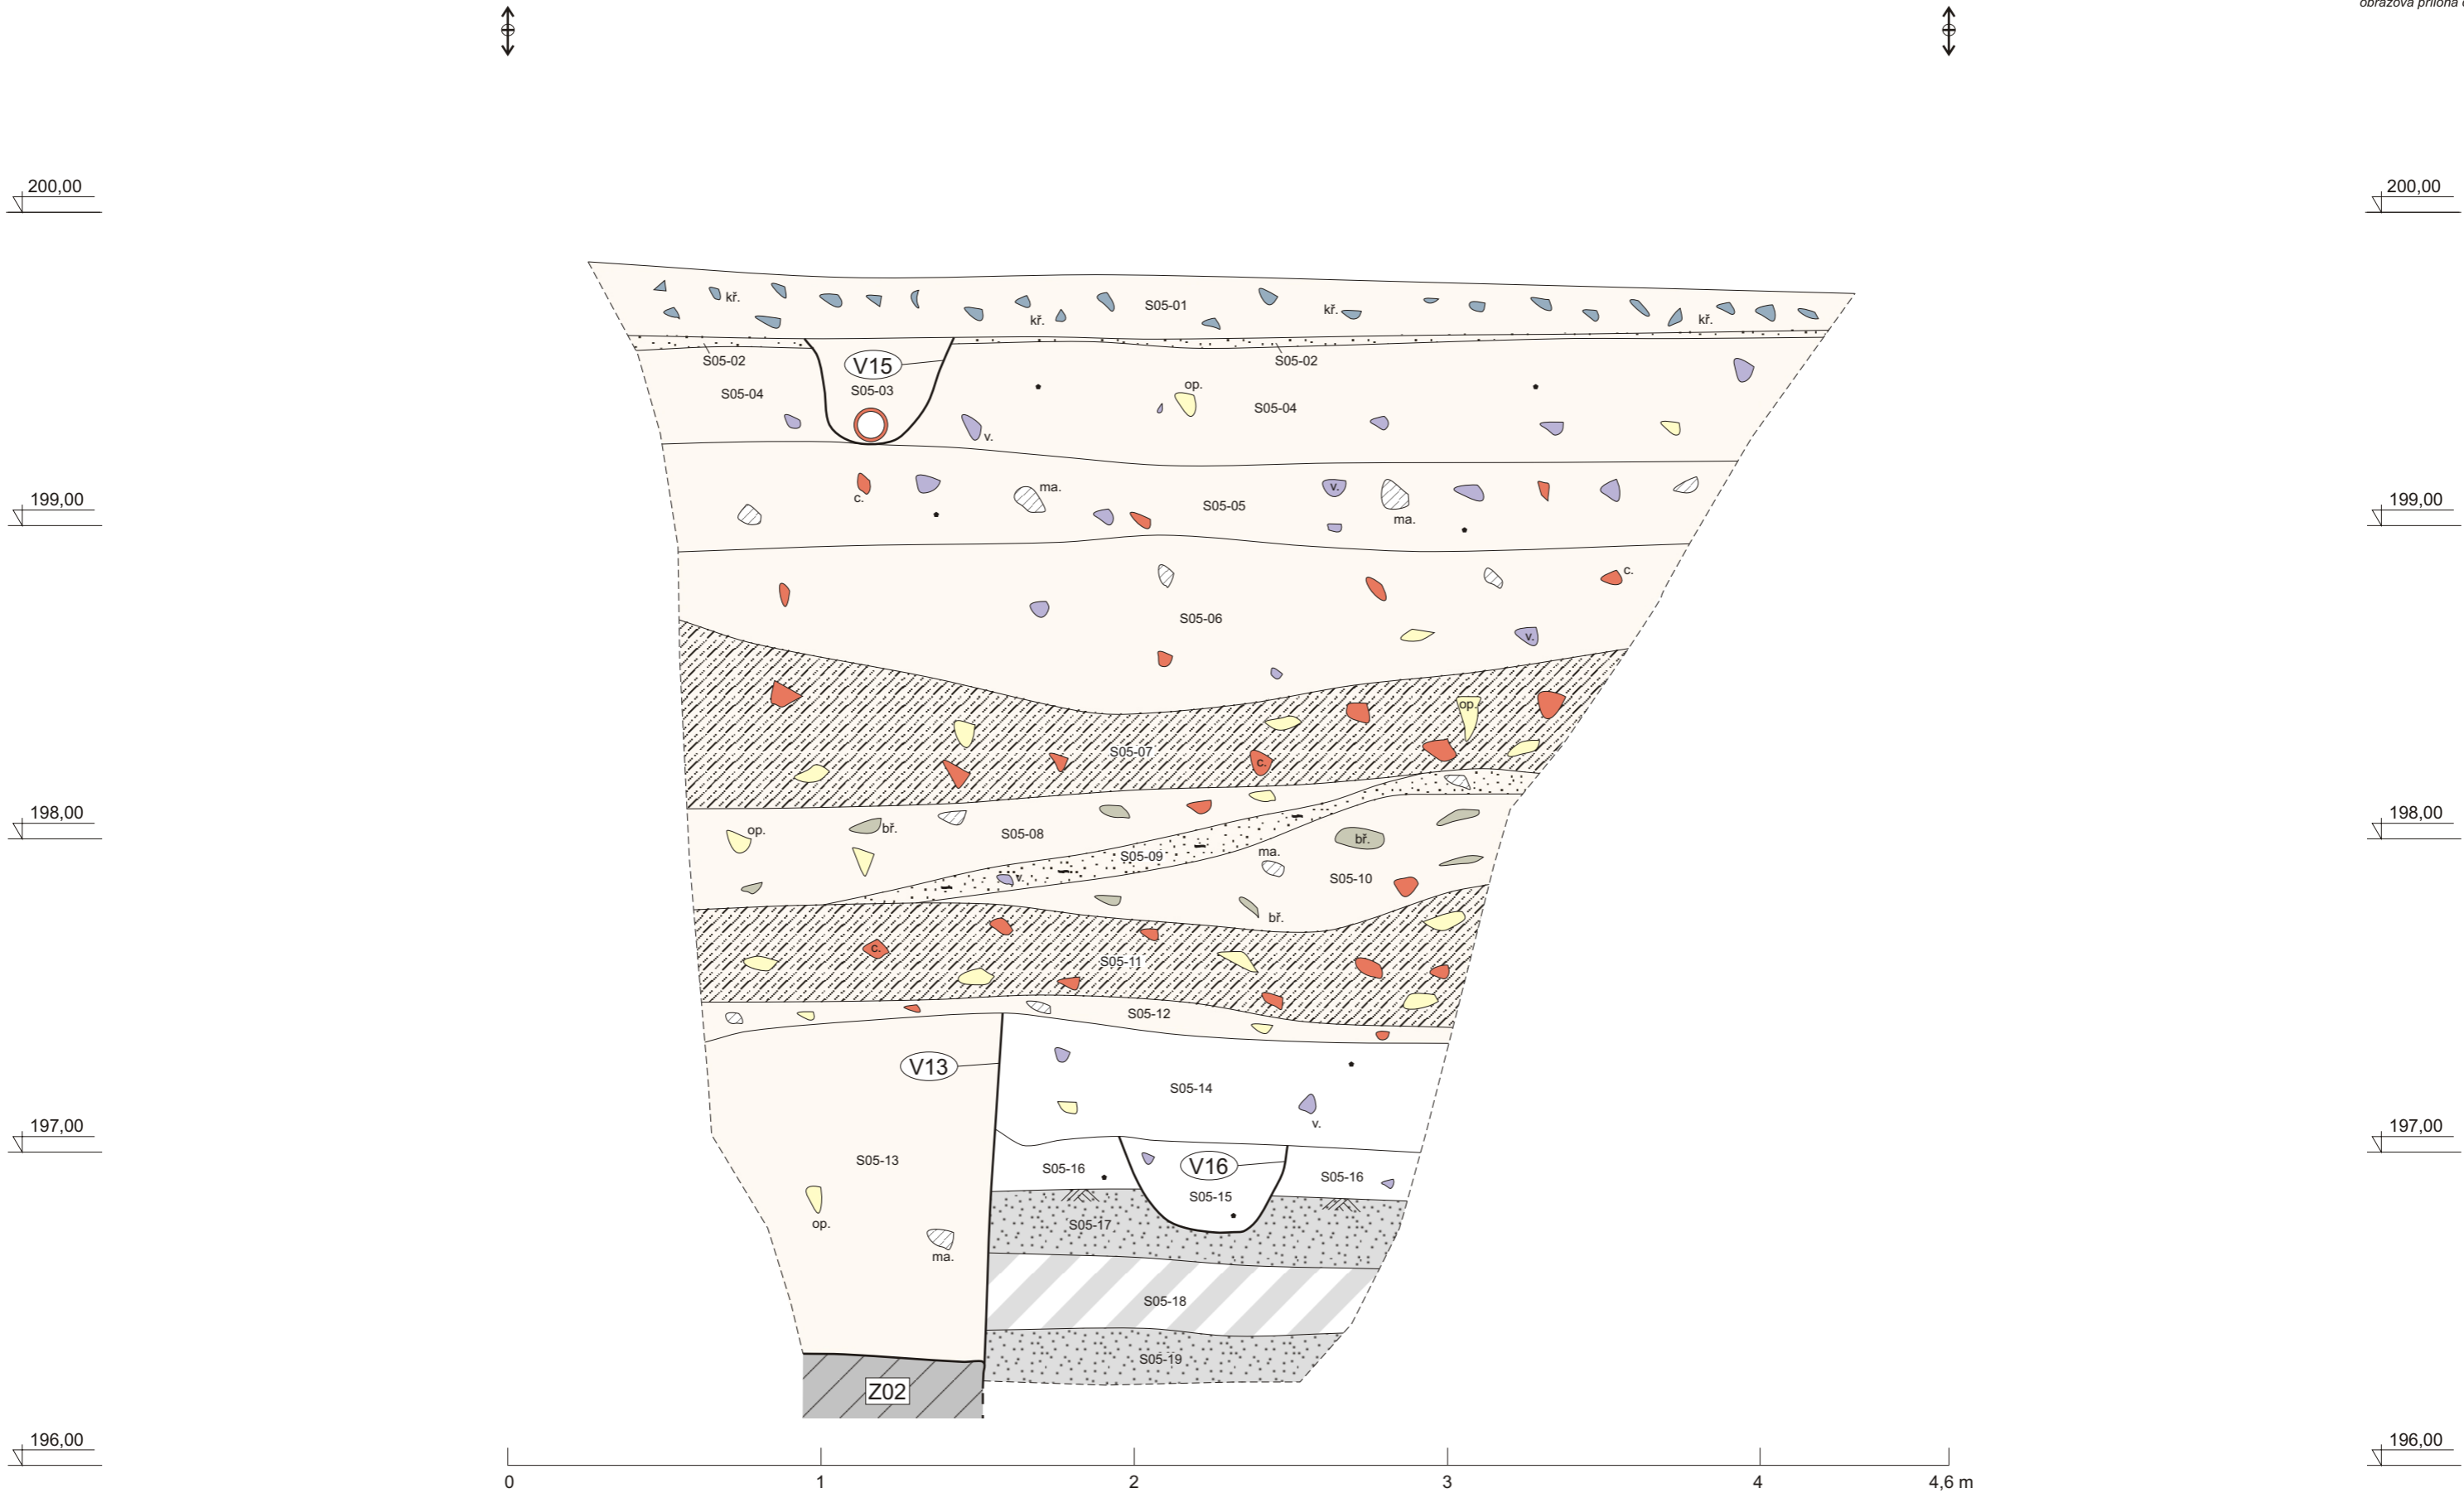 obrazová příloha
200,00
200,00
kř.
S05-01
kř.
kř.
kř.
S05-02
V15
S05-02
S05-04
S05-03
op.
S05-04
v.
199,00
199,00
c.
ma.
S05-05
v.
ma.
c.
S05-06
v.
op.
S05-07
c.
198,00
198,00
op.
bř.
S05-08
bř.
S05-09
ma.
v.
S05-10
bř.
c.
S05-11
S05-12
V13
S05-14
v.
197,00
197,00
S05-13
S05-16
V16
S05-16
S05-15
op.
S05-17
ma.
S05-18
S05-19
Z02
196,00
196,00
0
1
2
3
4
4,6 m